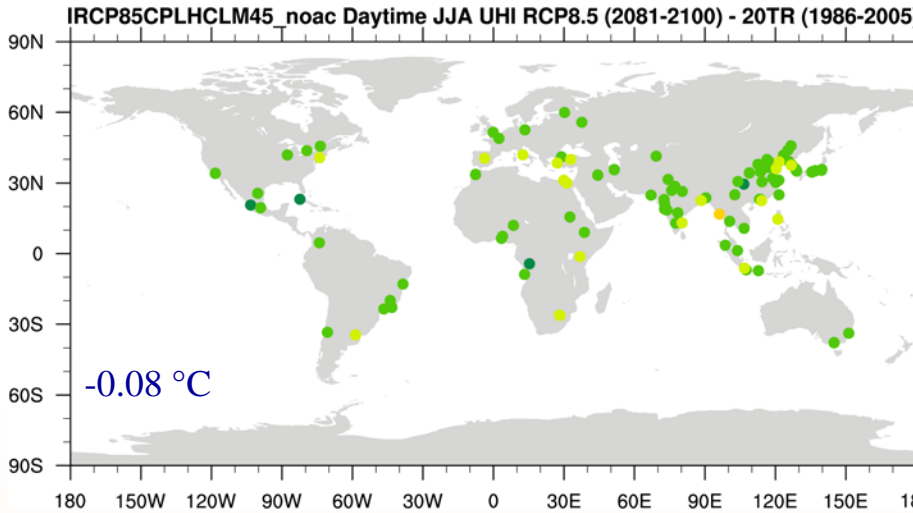 IRCP85CPLHCLM45_noac Daytime JJA UHI RCP8.5 (2081-2100) - 20TR (1986-2005)
90N
60N
30N
0
30S
60S
90S
-0.08 °C
180 150W 120W 90W 60W 30W 0 30E 60E 90E 120E 150E 18